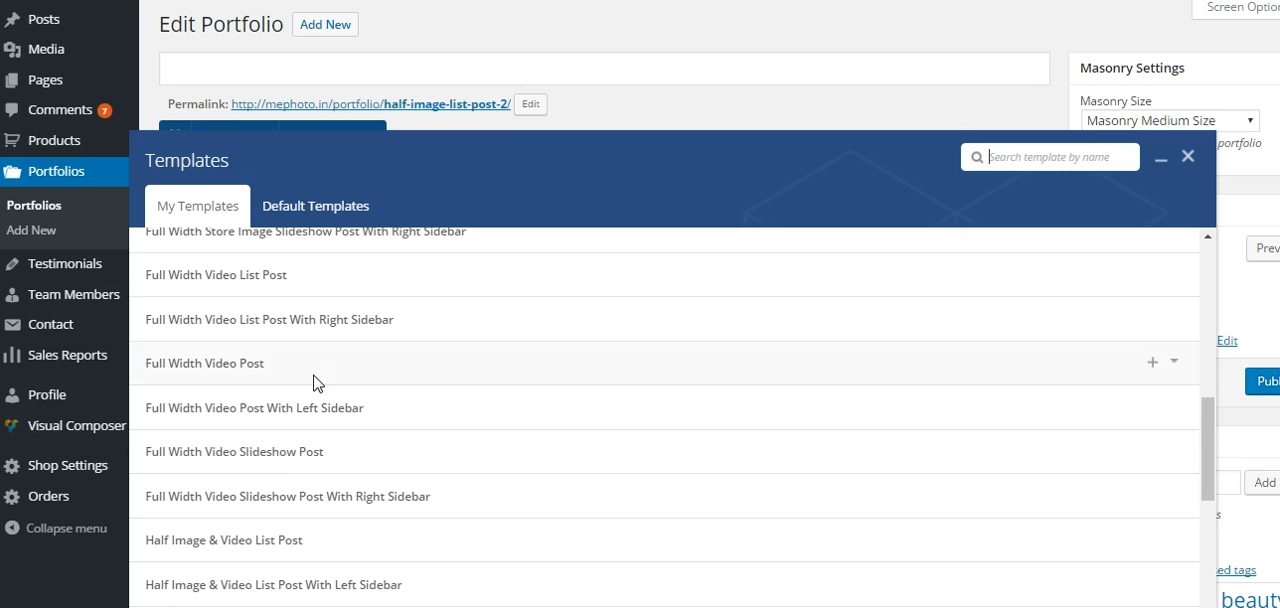 Posts
Media
Pages
Comments 7
Products
Portfolios
Portfolios
Add New
Testimonials
Team Members
Contact
Sales Reports
Profile
Visual Composer
Shop Settings
Orders
Collapse menu
Edit Portfolio
Add New
Screen Optio
Permalink: http://mephoto.in/portfolio/half-image-list-post-2/ Edit
Masonry Settings
Masonry Size
Masonry Medium Size
portfolio
Templates
Search template by name
My Templates
Default Templates
Full Width Store Image Slideshow Post With Right Sidebar
Full Width Video List Post
Full Width Video List Post With Right Sidebar
Full Width Video Post
Full Width Video Post With Left Sidebar
Full Width Video Slideshow Post
Full Width Video Slideshow Post With Right Sidebar
Half Image & Video List Post
Half Image & Video List Post With Left Sidebar
Prev
Edit
Publ
Add
s
ed tags
beauty